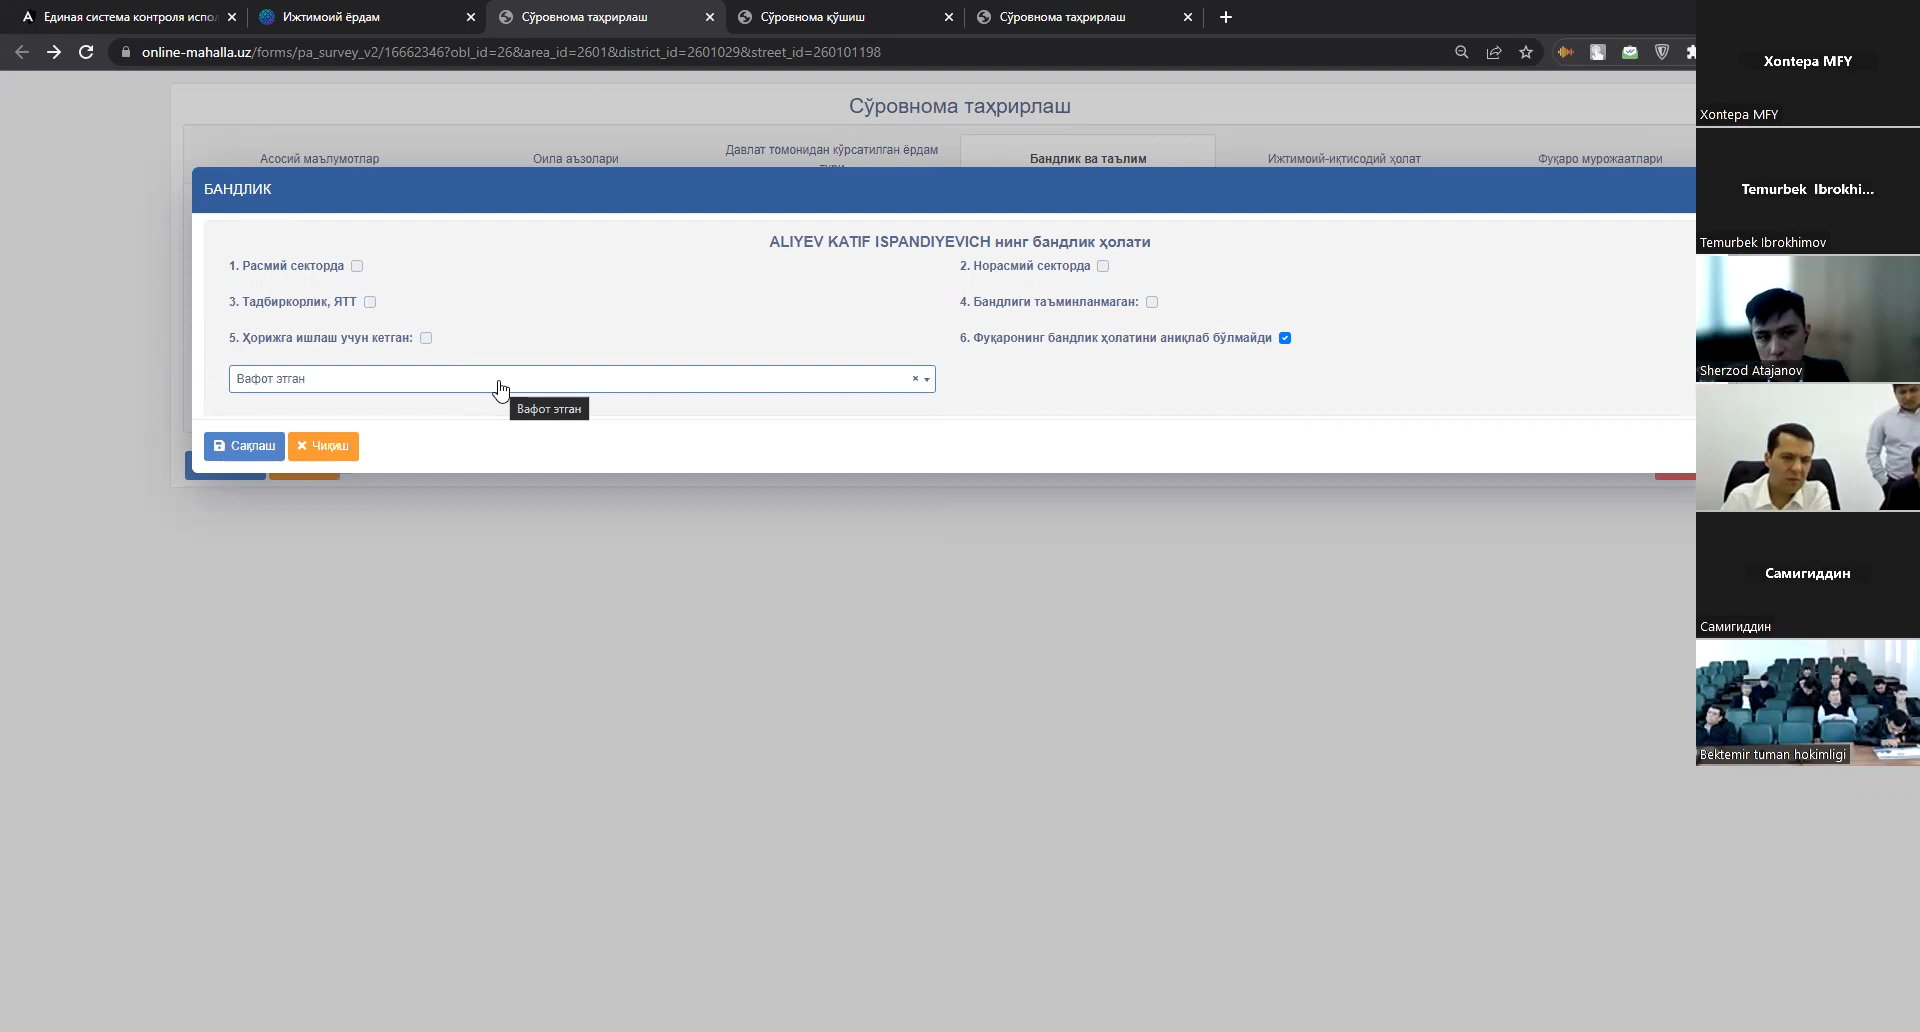 Единая система контроля испол
Ижтимоий ёрдам
Сўровнома таҳрирлаш
Сўровнома қўшиш
Сўровнома таҳрирлаш
online-mahalla.uz/forms/pa_survey_v2/16662346?obl_id=26&area_id=2601&district_id=2601029&street_id=260101198
Сўровнома таҳрирлаш
Асосий маълумотлар
Оила аъзолари
Давлат томонидан кўрсатилган ёрдам
тури
Бандлик ва таълим
Ижтимоий-иқтисодий ҳолат
Фуқаро мурожаатлари
БАНДЛИК
ALIYEV KATIF ISPANDIYEVICH нинг бандлик ҳолати
1. Расмий секторда
2. Норасмий секторда
3. Тадбиркорлик, ЯТТ
4. Бандлиги таъминланмаган:
5. Хорижга ишлаш учун кетган:
6. Фуқаронинг бандлик ҳолатини аниқлаб бўлмайди
Вафот этган
Вафот этган
Сақлаш
Чиқиш
Xontepa MFY
Xontepa MFY
Temurbek Ibrokhi...
Temurbek Ibrokhimov
Sherzod Atajanov
Самигиддин
Самигиддин
Bektemir tuman hokimligi